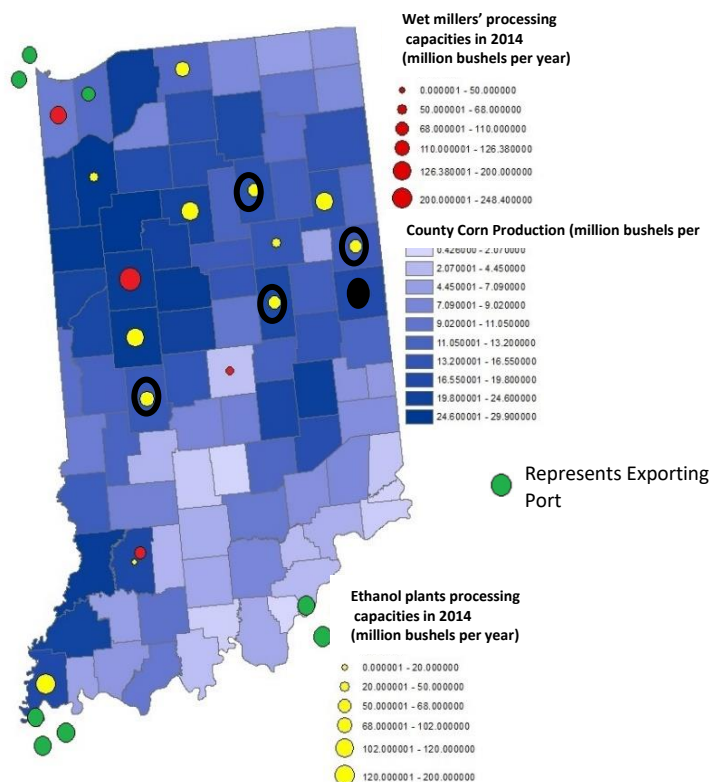 Wet millers' processing
capacities in 2014
(million bushels per year)
0.000001 - 50.000000
50.000001 - 68.000000
68.000001 - 110.000000
110.000001 - 126.380000
126.380001 - 200.000000
200.000001 - 248.400000
County Corn Production (million bushels per
0.426000 - 2.070000
2.070001 - 4.450000
4.450001 - 7.090000
7.090001 - 9.020000
9.020001 - 11.050000
11.050001 - 13.200000
13.200001 - 16.550000
16.550001 - 19.800000
19.800001 - 24.600000
24.600001 - 29.900000
Represents Exporting
Port
Ethanol plants processing
capacities in 2014
(million bushels per year)
0.000001 - 20.000000
20.000001 - 50.000000
50.000001 - 68.000000
68.000001 - 102.000000
102.000001 - 120.000000
120.000001 - 200.000000